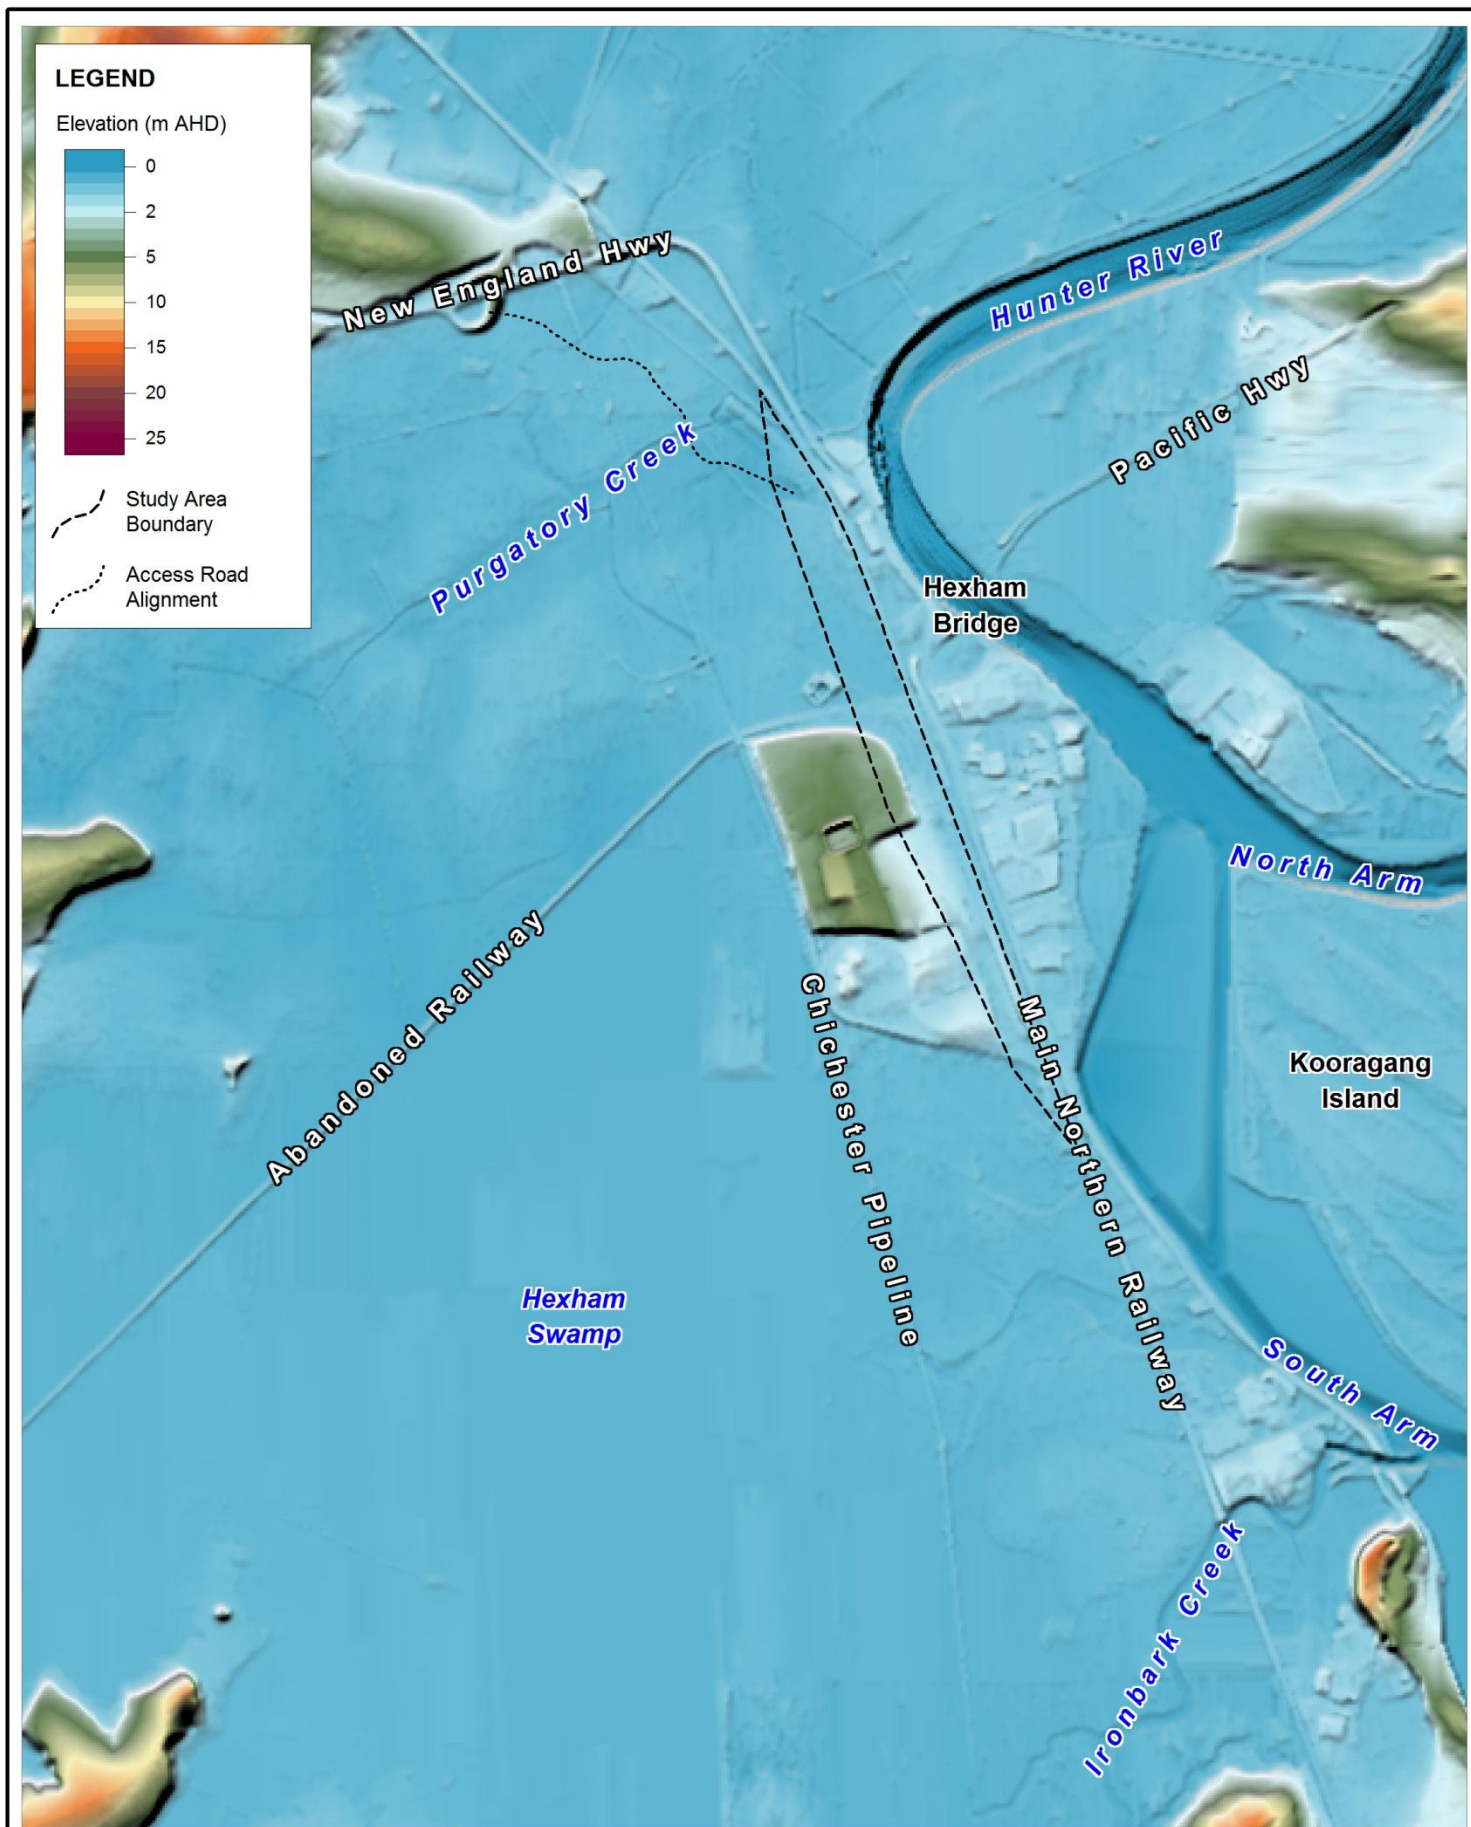 LEGEND
Elevation (m AHD)
0
2
5
10
15
20
25
Study Area
Boundary
Access Road
Alignment
New England Hwy
Hunter River
Pacific Hwy
Purgatory Creek
Hexham
Bridge
North Arm
Abandoned Railway
Chichester Pipeline
Main Northern Railway
Kooragang
Island
Hexham
Swamp
South Arm
Ironbark Creek